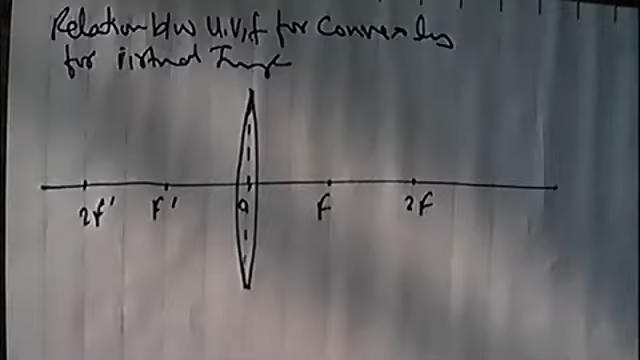 Relation b/w u,v,f for Convex lens
for virtual Image
2f' F' O F 2F